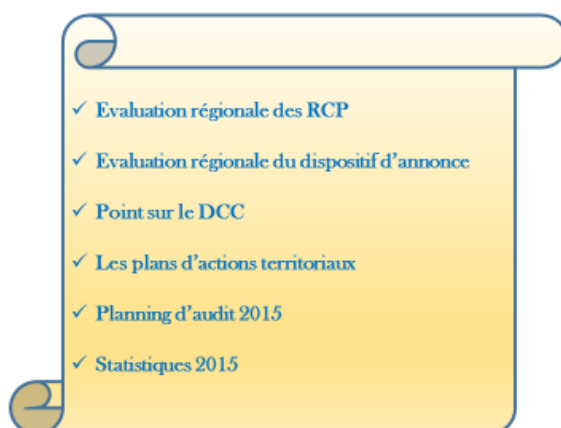 ✓ Evaluation régionale des RCP
✓ Evaluation régionale du dispositif d'annonce
✓ Point sur le DCC
✓ Les plans d'actions territoriaux
✓ Planning d'audit 2015
✓ Statistiques 2015